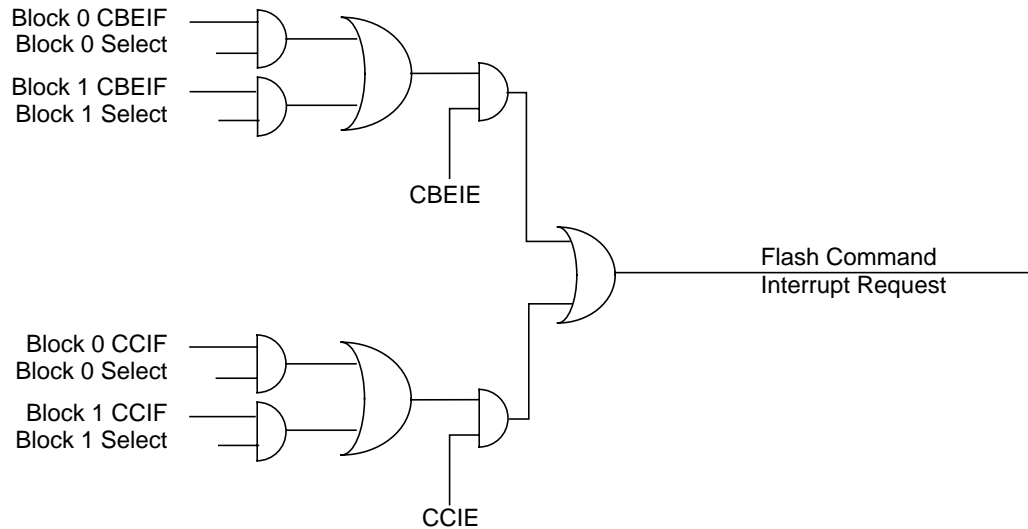 Block 0 CBEIF
Block 0 Select
Block 1 CBEIF
Block 1 Select
CBEIE
Flash Command
Interrupt Request
Block 0 CCIF
Block 0 Select
Block 1 CCIF
Block 1 Select
CCIE